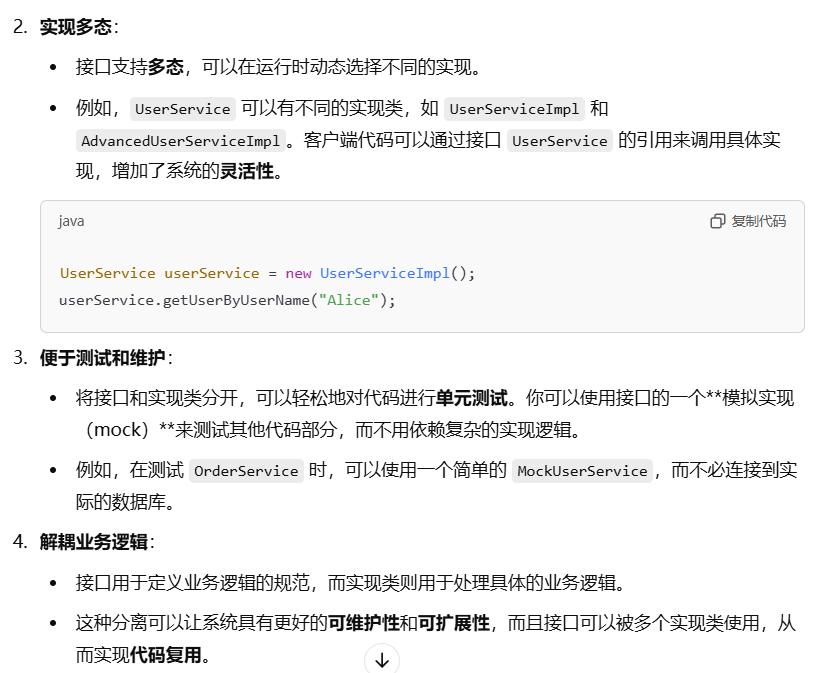 2. 实现多态：
• 接口支持多态，可以在运行时动态选择不同的实现。
• 例如，UserService 可以有不同的实现类，如 UserServiceImpl 和
AdvancedUserServiceImpl。客户端代码可以通过接口 UserService 的引用来调用具体实
现，增加了系统的灵活性。
java 复制代码
UserService userService = new UserServiceImpl();
userService.getUserByUserName("Alice");
3. 便于测试和维护：
• 将接口和实现类分开，可以轻松地对代码进行单元测试。你可以使用接口的一个**模拟实现
（mock）**来测试其他代码部分，而不用依赖复杂的实现逻辑。
• 例如，在测试 OrderService 时，可以使用一个简单的 MockUserService，而不必连接到实
际的数据库。
4. 解耦业务逻辑：
• 接口用于定义业务逻辑的规范，而实现类则用于处理具体的业务逻辑。
• 这种分离可以让系统具有更好的可维护性和可扩展性，而且接口可以被多个实现类使用，从
而实现代码复用。